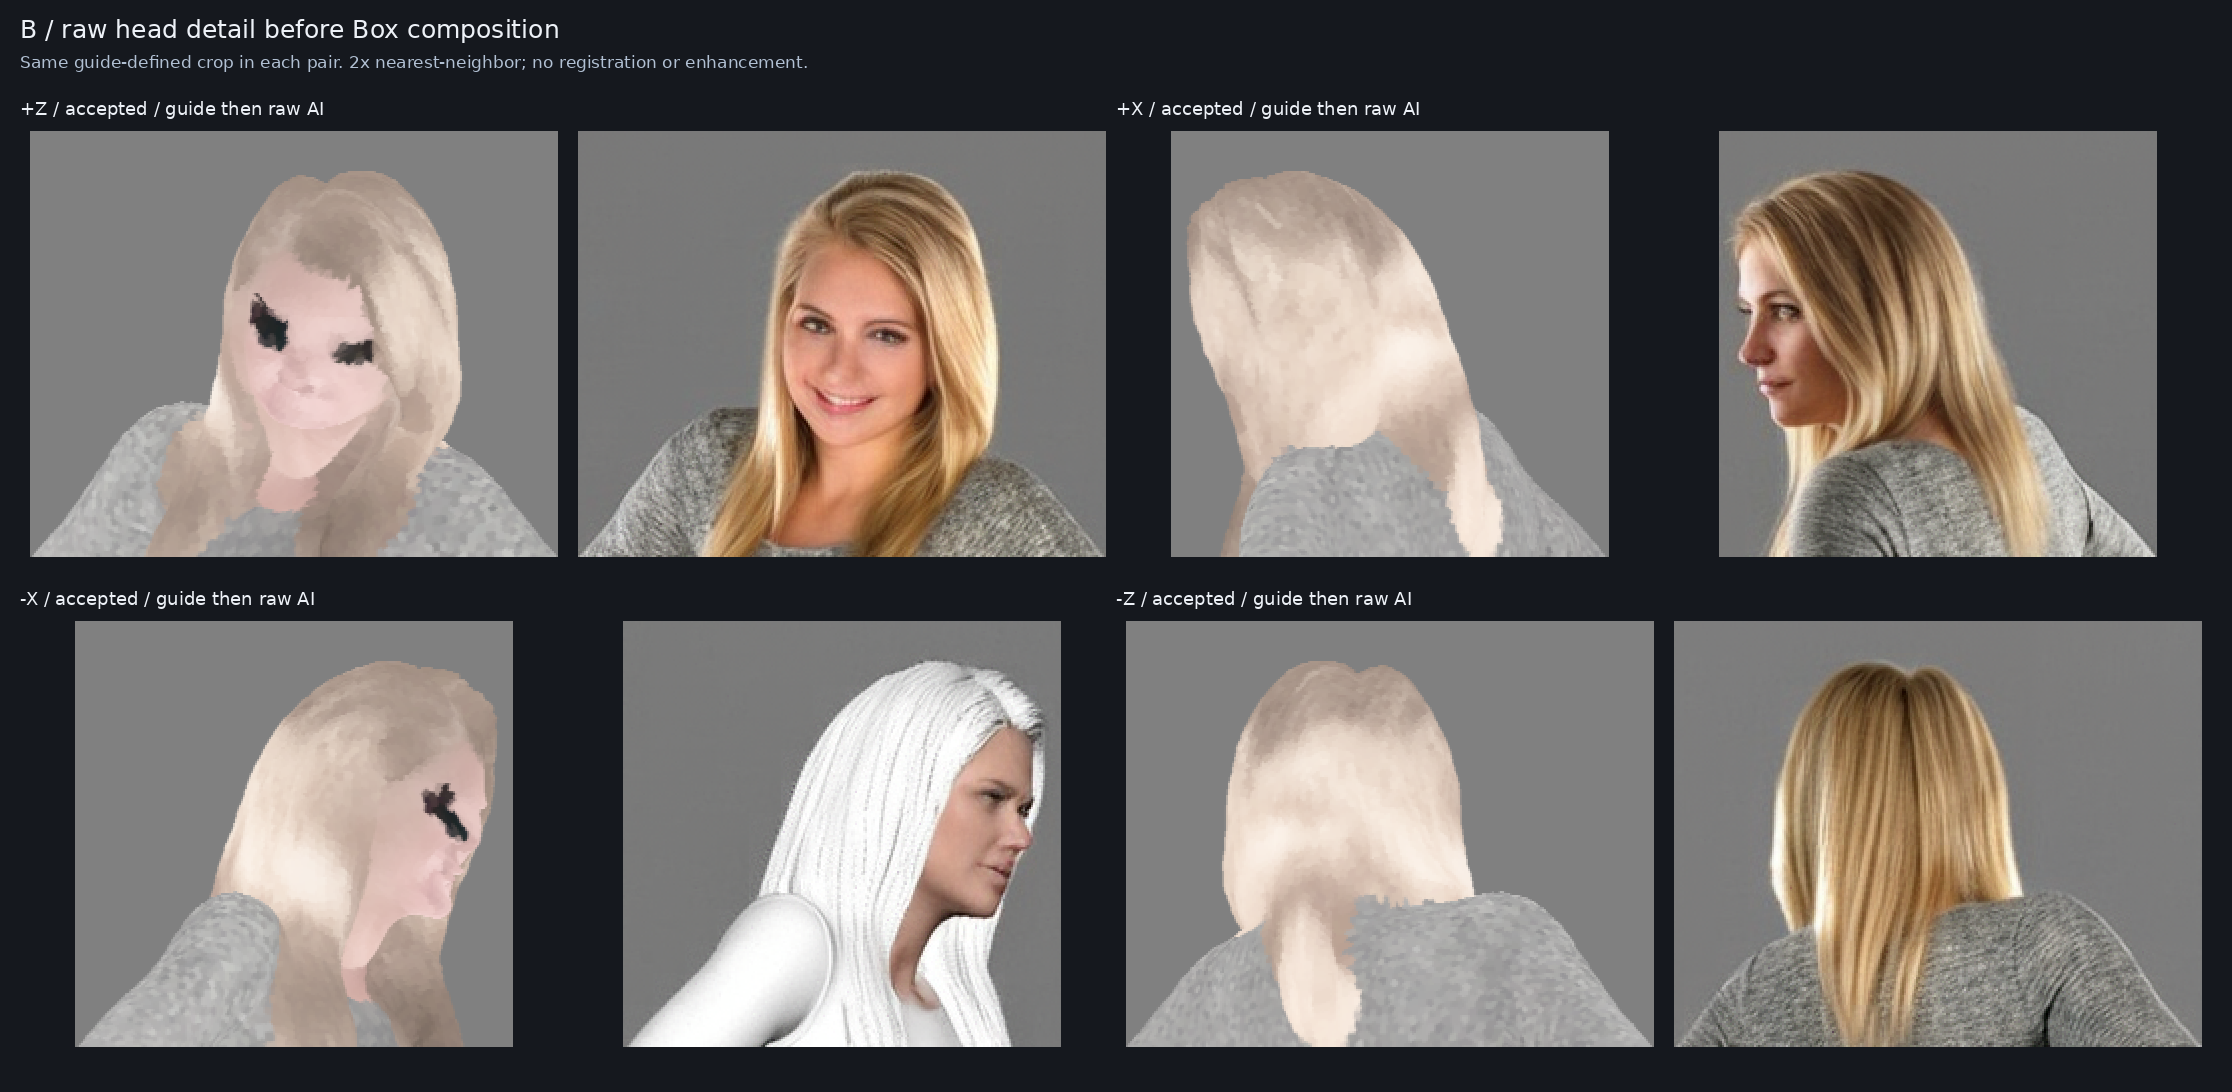 B / raw head detail before Box composition
Same guide-defined crop in each pair. 2x nearest-neighbor; no registration or enhancement.
+Z / accepted / guide then raw AI
+X / accepted / guide then raw AI
-X / accepted / guide then raw AI
-Z / accepted / guide then raw AI